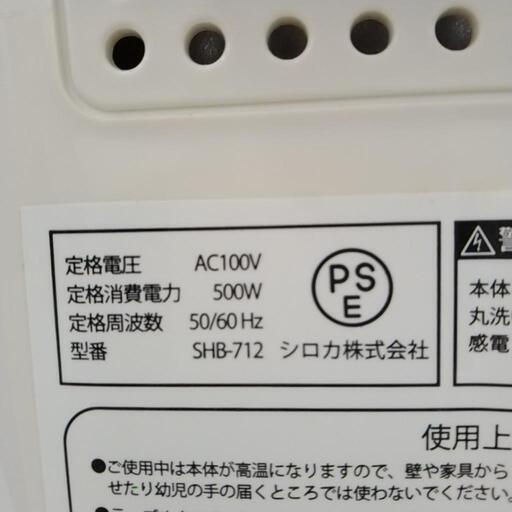 定格電圧 AC100V
定格消費電力 500W
定格周波数 50/60 Hz
型番 SHB-712 シロカ株式会社
PS
E
警
本体
丸洗
感電
使用上
●ご使用中は本体が高温になりますので、壁や家具から
せたり幼児の手の届くところでは使わないでください。